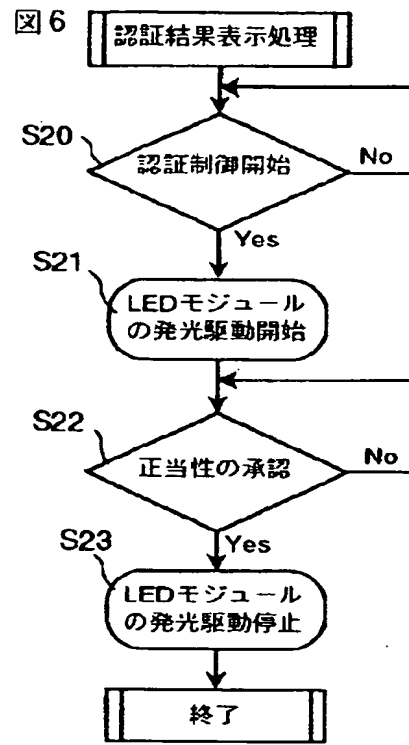 図6
認証結果表示処理
S20
認証制御開始
No
Yes
S21
LEDモジュール
の発光駆動開始
S22
正当性の承認
No
Yes
S23
LEDモジュール
の発光駆動停止
終了